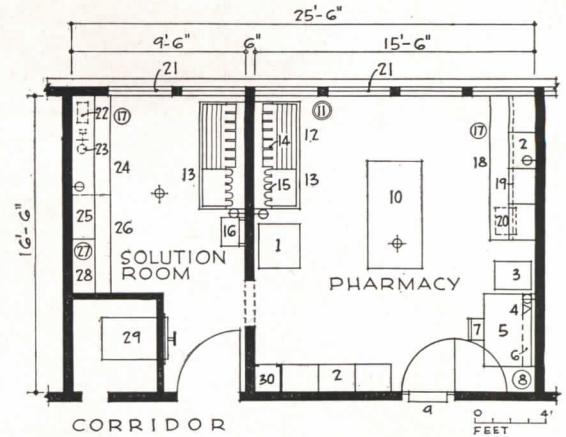 25'-6"
9'-6" 6" 15'-6"
21 21
22 17 11 17
23 14 12 18 2
24 13 15 13 10 19
16'-6"
25 26 16 1 20
27 SOLUTION
28 ROOM PHARMACY 3
4
29 7 5
6
30 2 8
9
CORRIDOR 0 4'
FEET